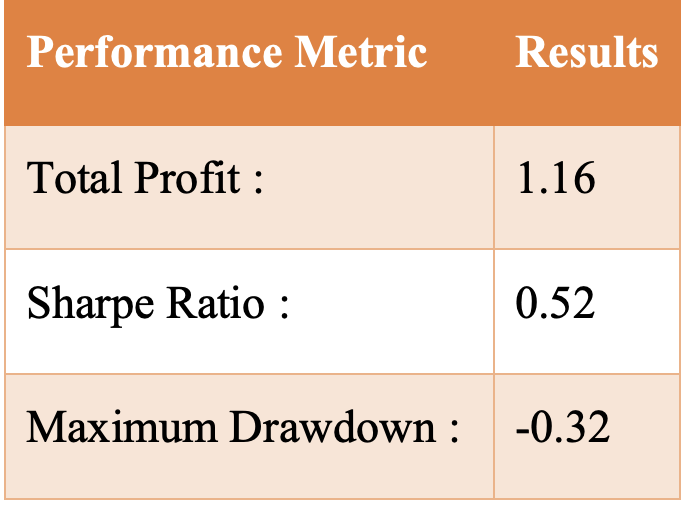 Performance Metric Results
Total Profit : 1.16
Sharpe Ratio : 0.52
Maximum Drawdown : -0.32